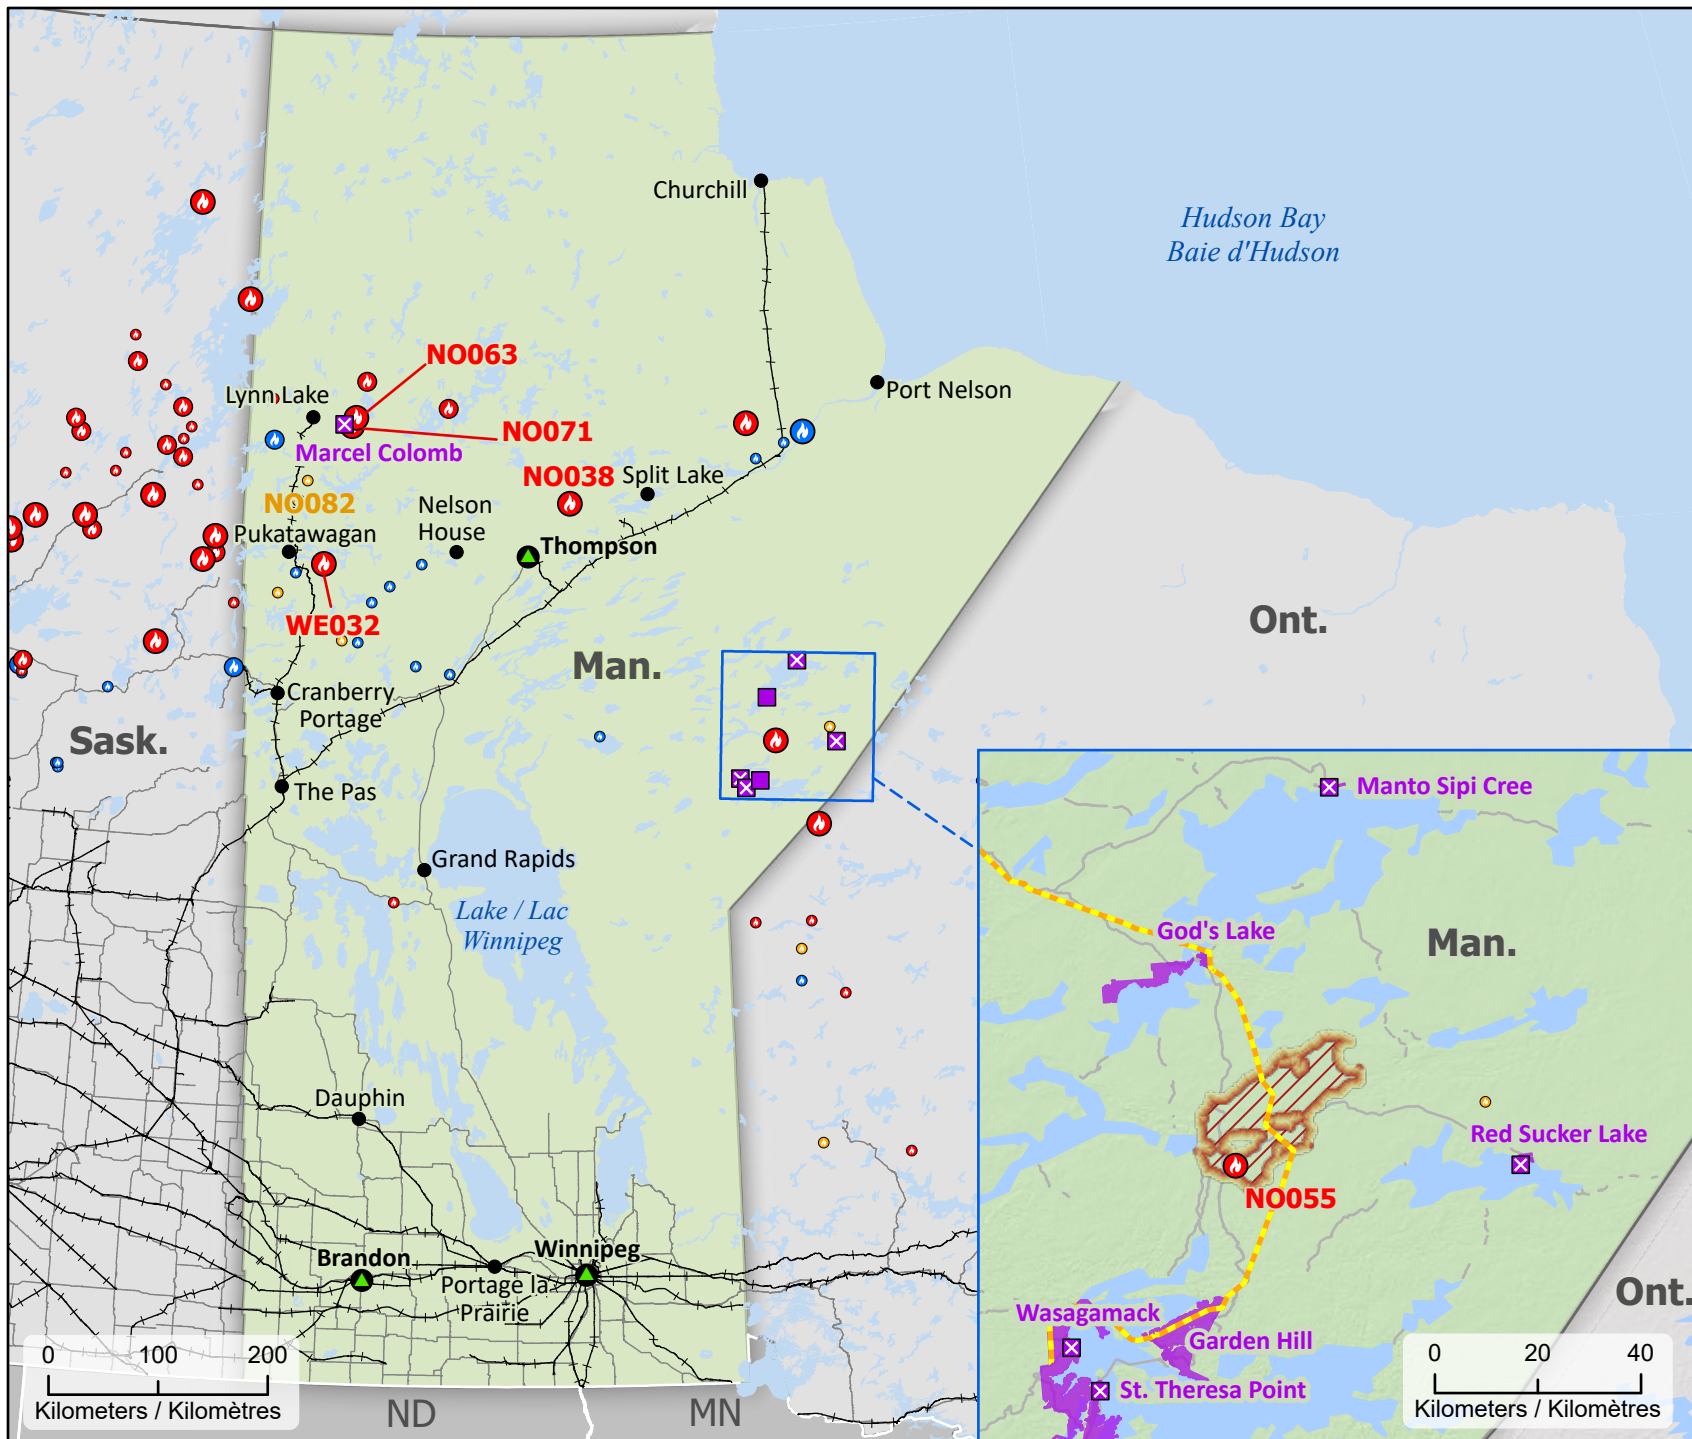 Churchill
Hudson Bay
Baie d'Hudson
NO063
Lynn Lake
Port Nelson
NO071
Marcel Colomb
NO038
Split Lake
NO082
Nelson
House
Pukatawagan
Thompson
WE032
Ont.
Man.
Cranberry
Portage
Sask.
The Pas
Manto Sipi Cree
Grand Rapids
Lake / Lac
Winnipeg
God's Lake
Man.
Dauphin
Red Sucker Lake
NO055
Brandon
Winnipeg
Portage la
Prairie
Ont.
Wasagamack
Garden Hill
St. Theresa Point
0 100 200
Kilometers / Kilomètres
ND
MN
0 20 40
Kilometers / Kilomètres